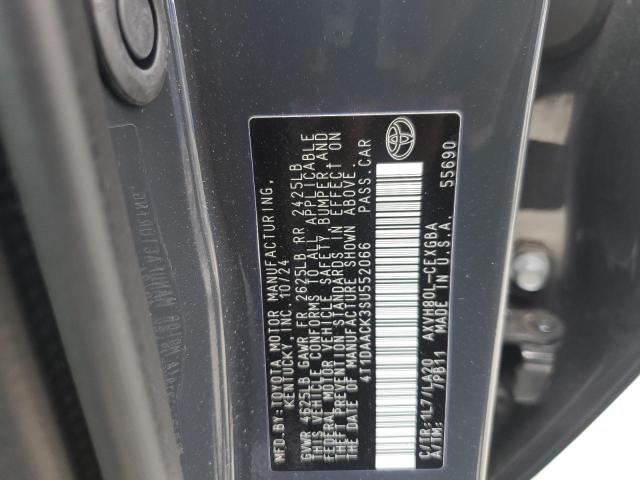 MFD.BY: TOYOTA MOTOR MANUFACTURING,
KENTUCKY, INC. 10/24
GVWR 4625LB GAWR FR 2625LB RR 2425LB
THIS VEHICLE CONFORMS TO ALL APPLICABLE
FEDERAL MOTOR VEHICLE SAFETY, BUMPER AND
THEFT PREVENTION STANDARDS IN EFFECT ON
THE DATE OF MANUFACTURE SHOWN ABOVE.
4T1DAACK3SU552066 PASS.CAR
C/TR: 1L7/LA20 AXVH80L-CEXGBA
A/TM: /PB11 MADE IN U.S.A. 55690